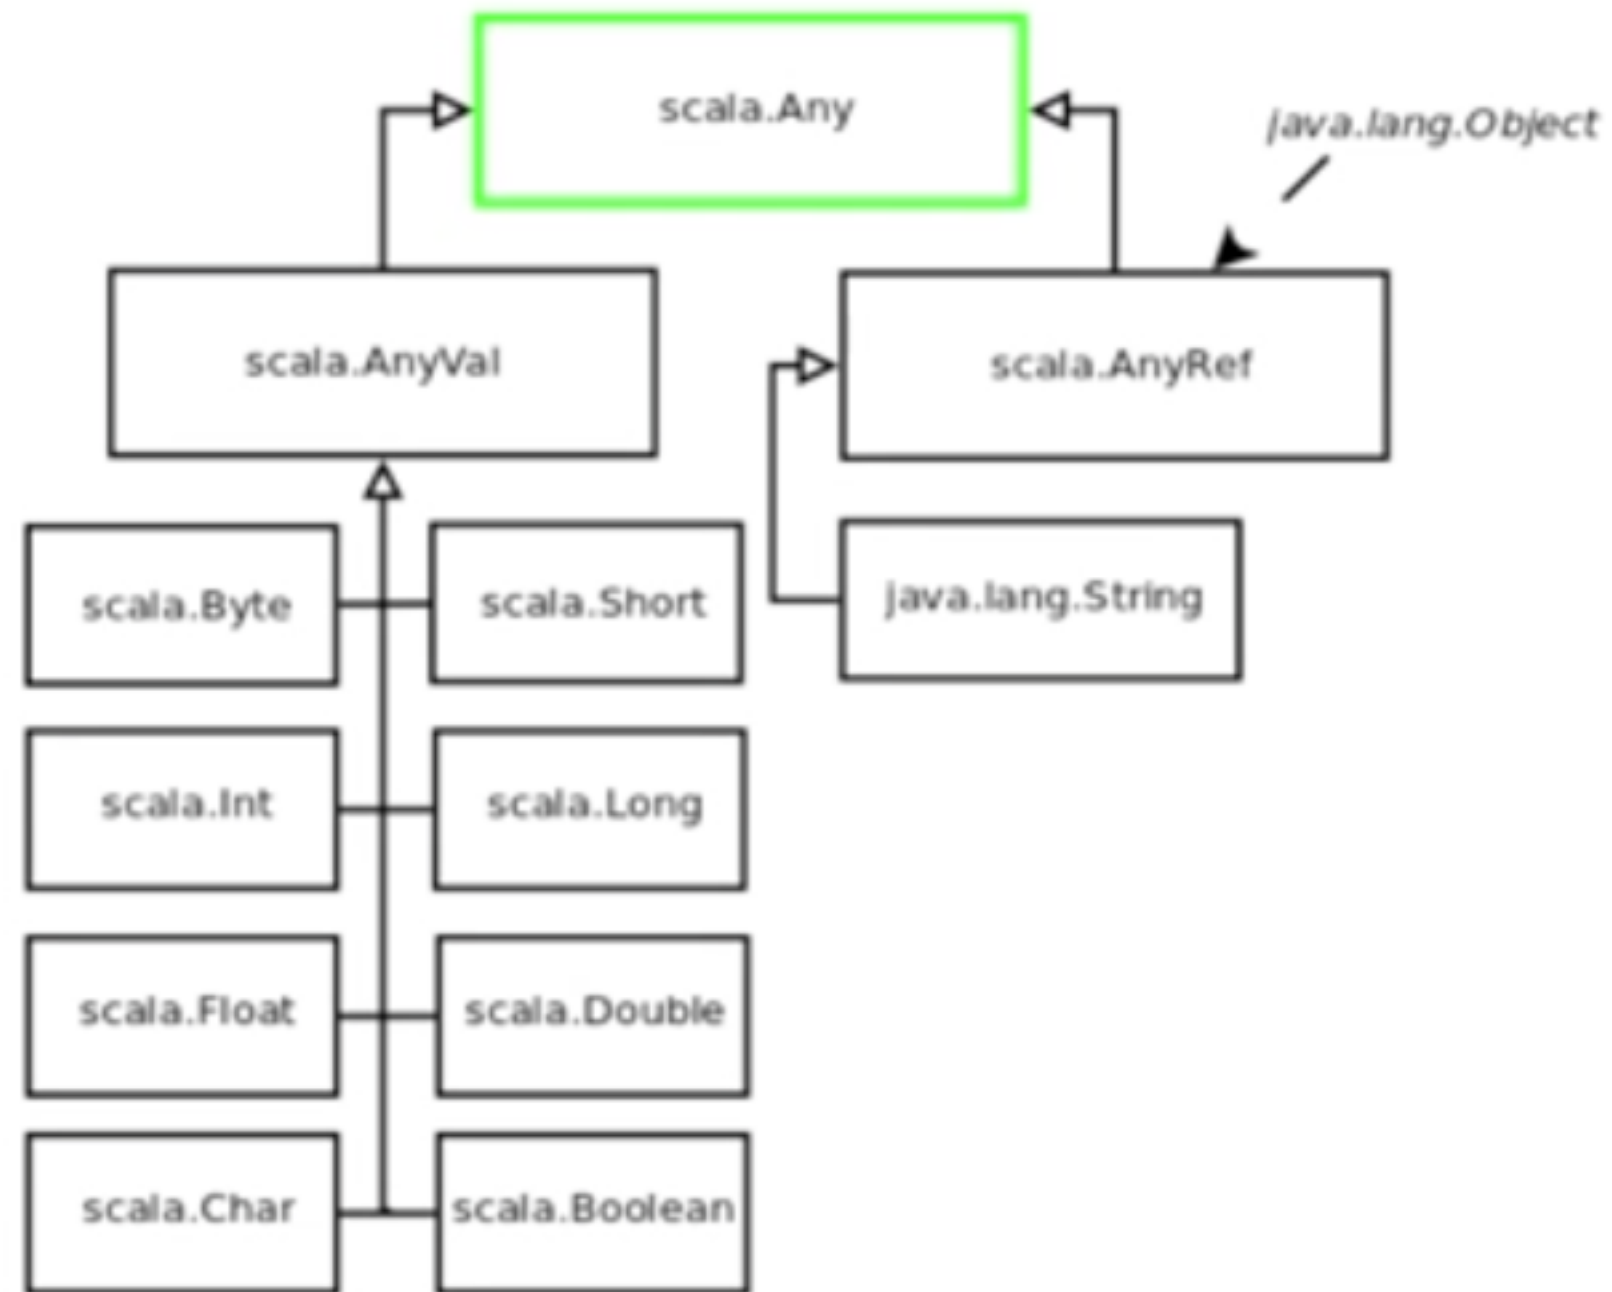 scala.Any
java.lang.Object
scala.AnyVal
scala.AnyRef
scala.Byte
scala.Short
java.lang.String
scala.Int
scala.Long
scala.Float
scala.Double
scala.Char
scala.Boolean